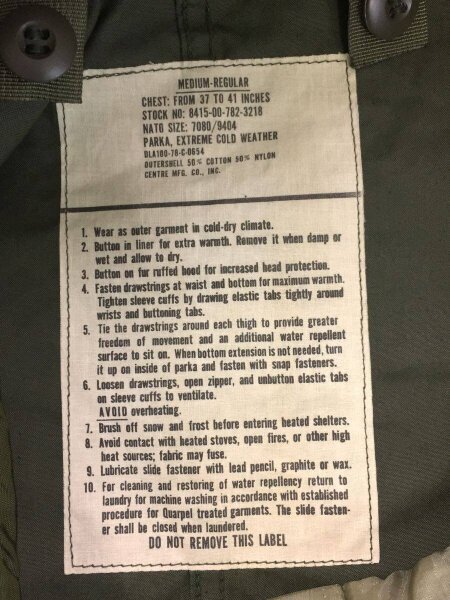 MEDIUM-REGULAR
CHEST: FROM 37 TO 41 INCHES
STOCK NO: 8415-00-782-3218
NATO SIZE: 7080/9404
PARKA, EXTREME COLD WEATHER
DLA100-78-C-0654
OUTERSHELL 50% COTTON 50% NYLON
CENTRE MFG. CO., INC.
1. Wear as outer garment in cold-dry climate.
2. Button in liner for extra warmth. Remove it when damp or
wet and allow to dry.
3. Button on fur ruffed hood for increased head protection.
4. Fasten drawstrings at waist and bottom for maximum warmth.
Tighten sleeve cuffs by drawing elastic tabs tightly around
wrists and buttoning tabs.
5. Tie the drawstrings around each thigh to provide greater
freedom of movement and an additional water repellent
surface to sit on. When bottom extension is not needed, turn
it up on inside of parka and fasten with snap fasteners.
6. Loosen drawstrings, open zipper, and unbutton elastic tabs
on sleeve cuffs to ventilate.
AVOID overheating.
7. Brush off snow and frost before entering heated shelters.
8. Avoid contact with heated stoves, open fires, or other high
heat sources; fabric may fuse.
9. Lubricate slide fastener with lead pencil, graphite or wax.
10. For cleaning and restoring of water repellency return to
laundry for machine washing in accordance with established
procedure for Quarpel treated garments. The slide fasten-
er shall be closed when laundered.
DO NOT REMOVE THIS LABEL